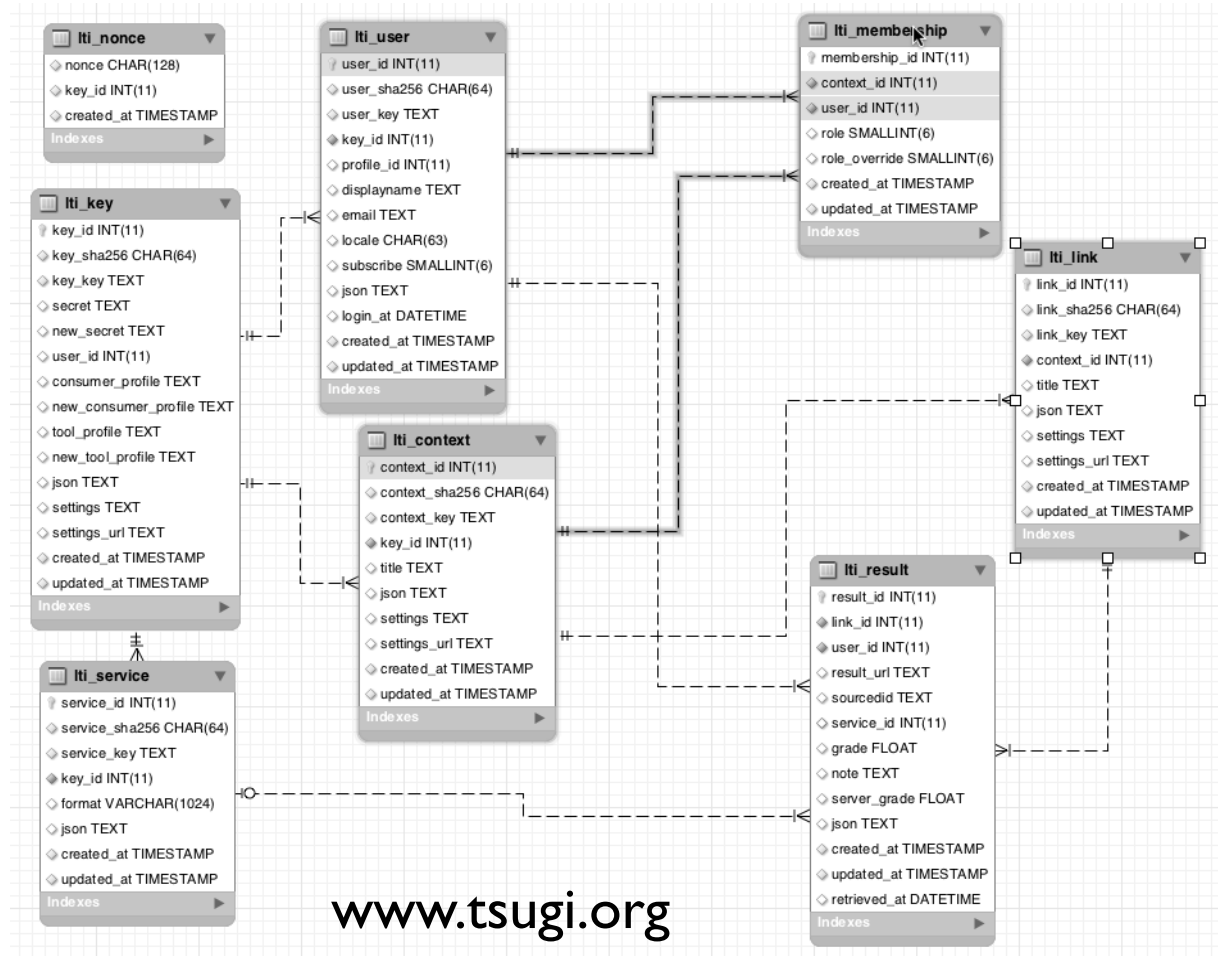 lti_nonce
nonce CHAR(128)
key_id INT(11)
created_at TIMESTAMP
Indexes
lti_user
user_id INT(11)
user_sha256 CHAR(64)
user_key TEXT
key_id INT(11)
profile_id INT(11)
displayname TEXT
email TEXT
locale CHAR(63)
subscribe SMALLINT(6)
json TEXT
login_at DATETIME
created_at TIMESTAMP
updated_at TIMESTAMP
Indexes
lti_membership
membership_id INT(11)
context_id INT(11)
user_id INT(11)
role SMALLINT(6)
role_override SMALLINT(6)
created_at TIMESTAMP
updated_at TIMESTAMP
Indexes
lti_key
key_id INT(11)
key_sha256 CHAR(64)
key_key TEXT
secret TEXT
new_secret TEXT
user_id INT(11)
consumer_profile TEXT
new_consumer_profile TEXT
tool_profile TEXT
new_tool_profile TEXT
json TEXT
settings TEXT
settings_url TEXT
created_at TIMESTAMP
updated_at TIMESTAMP
Indexes
lti_link
link_id INT(11)
link_sha256 CHAR(64)
link_key TEXT
context_id INT(11)
title TEXT
json TEXT
settings TEXT
settings_url TEXT
created_at TIMESTAMP
updated_at TIMESTAMP
Indexes
lti_context
context_id INT(11)
context_sha256 CHAR(64)
context_key TEXT
key_id INT(11)
title TEXT
json TEXT
settings TEXT
settings_url TEXT
created_at TIMESTAMP
updated_at TIMESTAMP
Indexes
lti_result
result_id INT(11)
link_id INT(11)
user_id INT(11)
result_url TEXT
sourcedid TEXT
service_id INT(11)
grade FLOAT
note TEXT
server_grade FLOAT
json TEXT
created_at TIMESTAMP
updated_at TIMESTAMP
retrieved_at DATETIME
Indexes
lti_service
service_id INT(11)
service_sha256 CHAR(64)
service_key TEXT
key_id INT(11)
format VARCHAR(1024)
json TEXT
created_at TIMESTAMP
updated_at TIMESTAMP
Indexes
www.tsugi.org